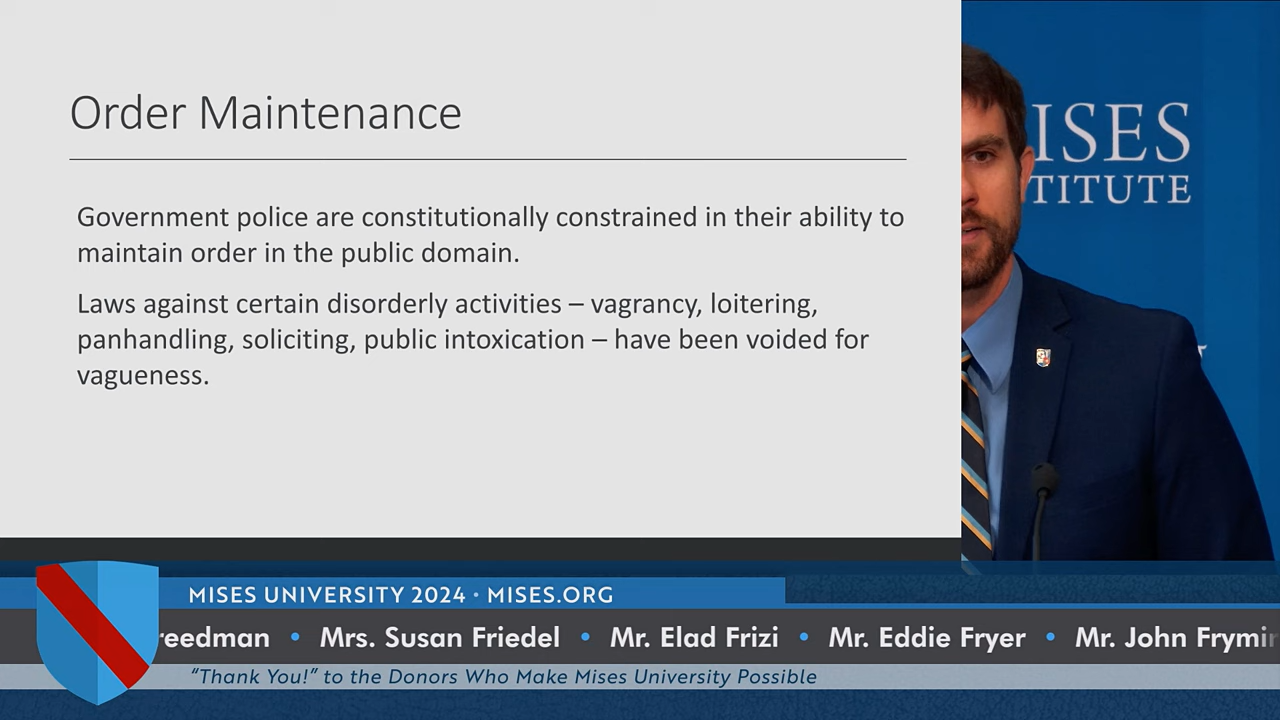 Order Maintenance
Government police are constitutionally constrained in their ability to
maintain order in the public domain.
Laws against certain disorderly activities – vagrancy, loitering,
panhandling, soliciting, public intoxication – have been voided for
vagueness.
ISES
TITUTE
MISES UNIVERSITY 2024 • MISES.ORG
reedman • Mrs. Susan Friedel • Mr. Elad Frizi • Mr. Eddie Fryer • Mr. John Frymir
“Thank You!” to the Donors Who Make Mises University Possible